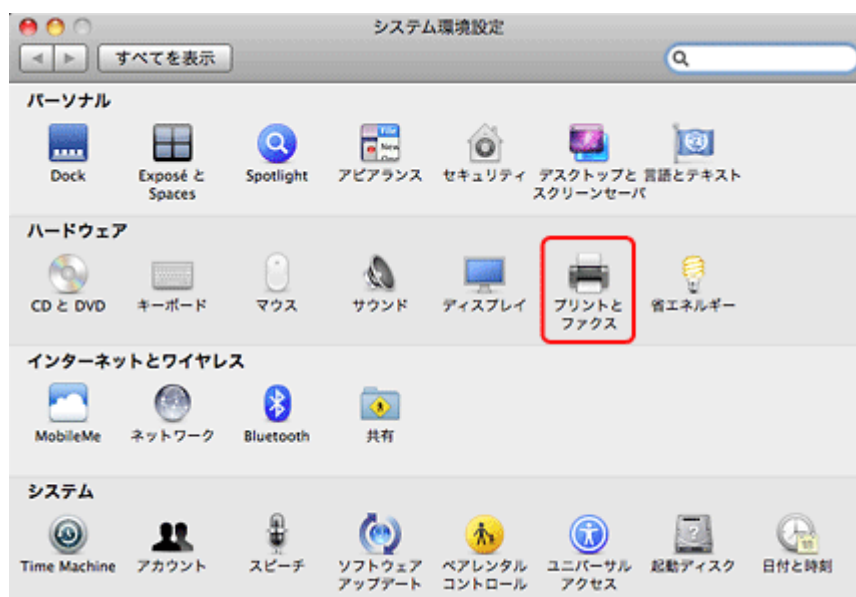 システム環境設定
すべてを表示
パーソナル
Dock
Exposé と
Spaces
Spotlight
アピアランス
セキュリティ
デスクトップと
スクリーンセーバ
言語とテキスト
ハードウェア
CD と DVD
キーボード
マウス
サウンド
ディスプレイ
プリントと
ファクス
省エネルギー
インターネットとワイヤレス
MobileMe
ネットワーク
Bluetooth
共有
システム
Time Machine
アカウント
スピーチ
ソフトウェア
アップデート
ペアレンタル
コントロール
ユニバーサル
アクセス
起動ディスク
日付と時刻